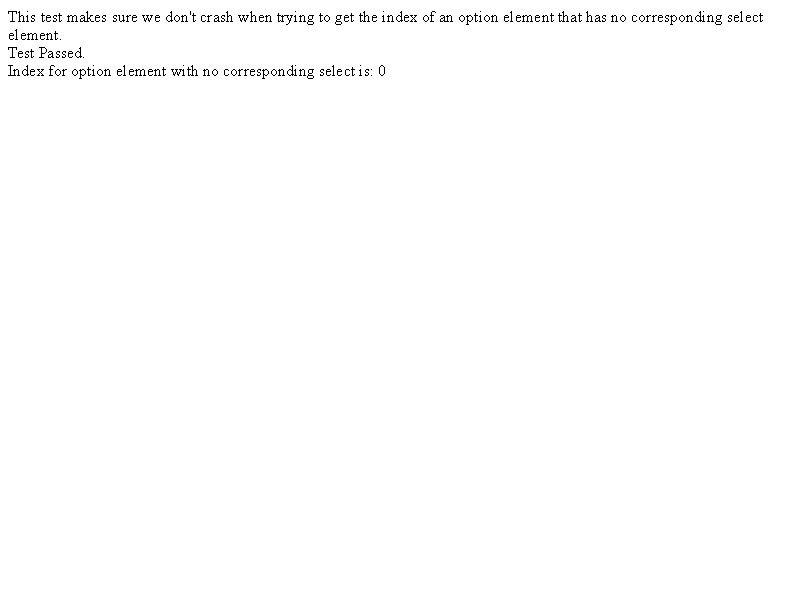 This test makes sure we don't crash when trying to get the index of an option element that has no corresponding select
element.
Test Passed.
Index for option element with no corresponding select is: 0